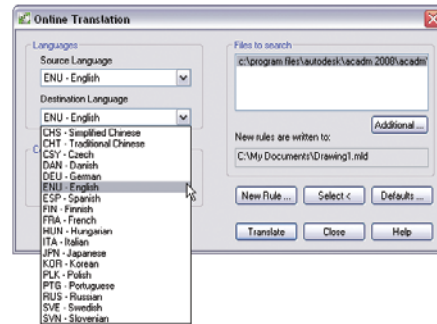 Online Translation
Languages
Source Language
ENU - English
Destination Language
ENU - English
CHS - Simplified Chinese
CHT - Traditional Chinese
CSY - Czech
DAN - Danish
DEU - German
ENU - English
ESP - Spanish
FIN - Finnish
FRA - French
HUN - Hungarian
ITA - Italian
JPN - Japanese
KOR - Korean
PLK - Polish
PTG - Portuguese
RUS - Russian
SVE - Swedish
SVN - Slovenian
Files to search
c:\program files\autodesk\acadm 2008\acadm\
Additional ...
New rules are written to:
C:\My Documents\Drawing1.mld
New Rule ...
Select <
Defaults ...
Translate
Close
Help